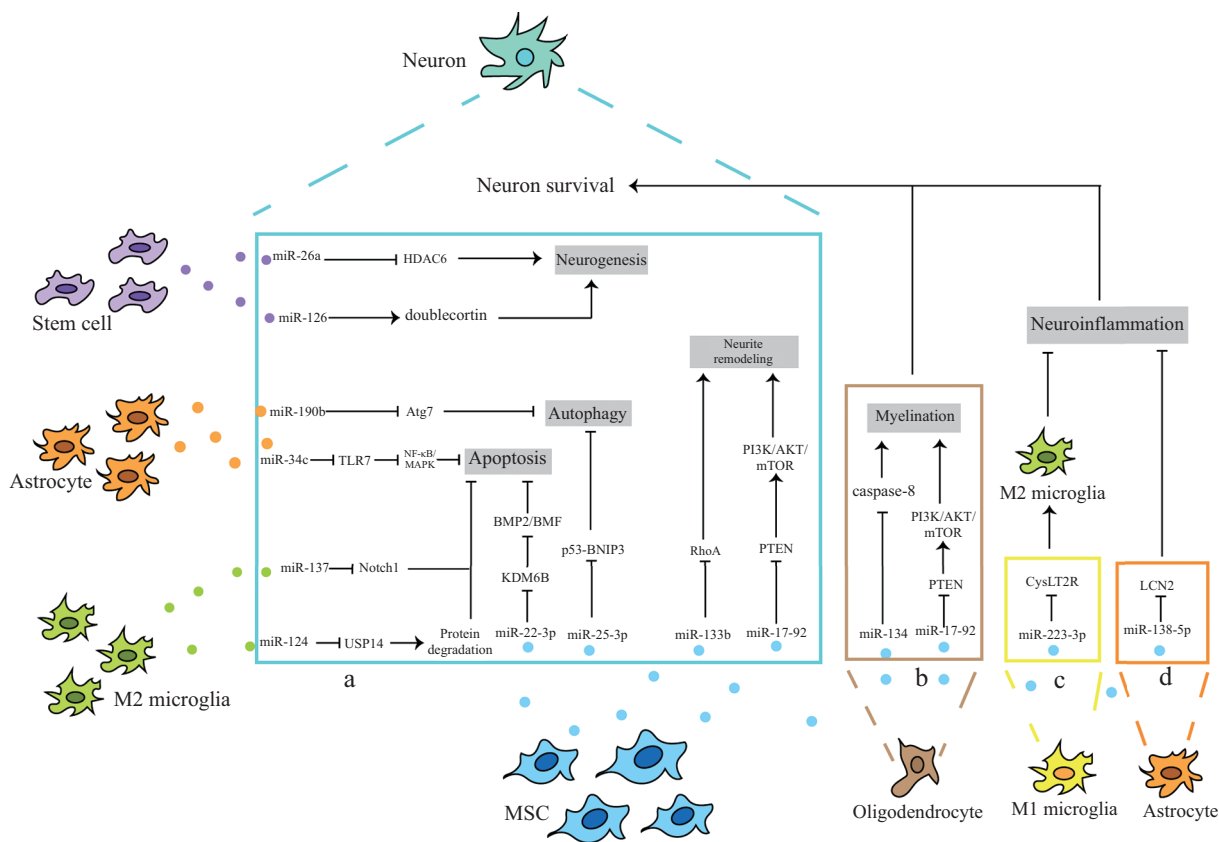 Neuron
Neuron survival
miR-26a
HDAC6
Neurogenesis
Stem cell
miR-126
doublecortin
Neurite
remodeling
miR-190b
Atg7
Autophagy
Astrocyte
miR-34c
TLR7
NF-κB/
MAPK
Apoptosis
BMP2/BMF
p53-BNIP3
PI3K/AKT/
mTOR
RhoA
PTEN
miR-137
Notch1
KDM6B
M2 microglia
miR-124
USP14
Protein
degradation
miR-22-3p
miR-25-3p
miR-133b
miR-17-92
a
MSC
Myelination
caspase-8
PI3K/AKT/
mTOR
PTEN
miR-134
miR-17-92
b
Oligodendrocyte
Neuroinflammation
M2 microglia
CysLT2R
miR-223-3p
c
M1 microglia
LCN2
miR-138-5p
d
Astrocyte